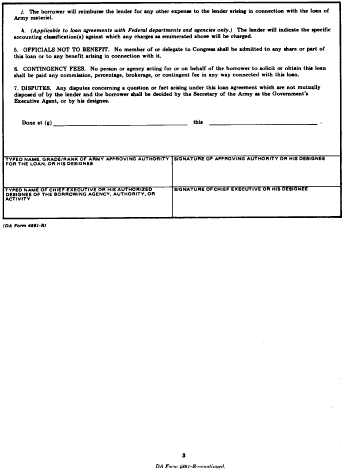 j. The borrower will reimburse the lender for any other expense to the lender arising in connection with the loan of
Army materiel.
k. (Applicable to loan agreements with Federal departments and agencies only.) The lender will indicate the specific
accounting classification(s) against which any charges as enumerated above will be charged.
5. OFFICIALS NOT TO BENEFIT. No member of or delegate to Congress shall be admitted to any share or part of
this loan or to any benefit arising in connection with it.
6. CONTINGENCY FEES. No person or agency acting for or on behalf of the borrower to solicit or obtain this loan
shall be paid any commission, percentage, brokerage, or contingent fee in any way connected with this loan.
7. DISPUTES. Any disputes concerning a question or fact arising under this loan agreement which are not mutually
disposed of by the lender and the borrower shall be decided by the Secretary of the Army as the Government's
Executive Agent, or by his designee.
Done at (g) ____________ this ____________ .
TYPED NAME, GRADE/RANK OF ARMY APPROVING AUTHORITY
FOR THE LOAN, OR HIS DESIGNEE
SIGNATURE OF APPROVING AUTHORITY OR HIS DESIGNEE
TYPED NAME OF CHIEF EXECUTIVE OR HIS AUTHORIZED
DESIGNEE OF THE BORROWING AGENCY, AUTHORITY, OR
ACTIVITY
SIGNATURE OF CHIEF EXECUTIVE OR HIS DESIGNEE
(DA Form 4881-R)
3
DA Form 4881-R—continued.